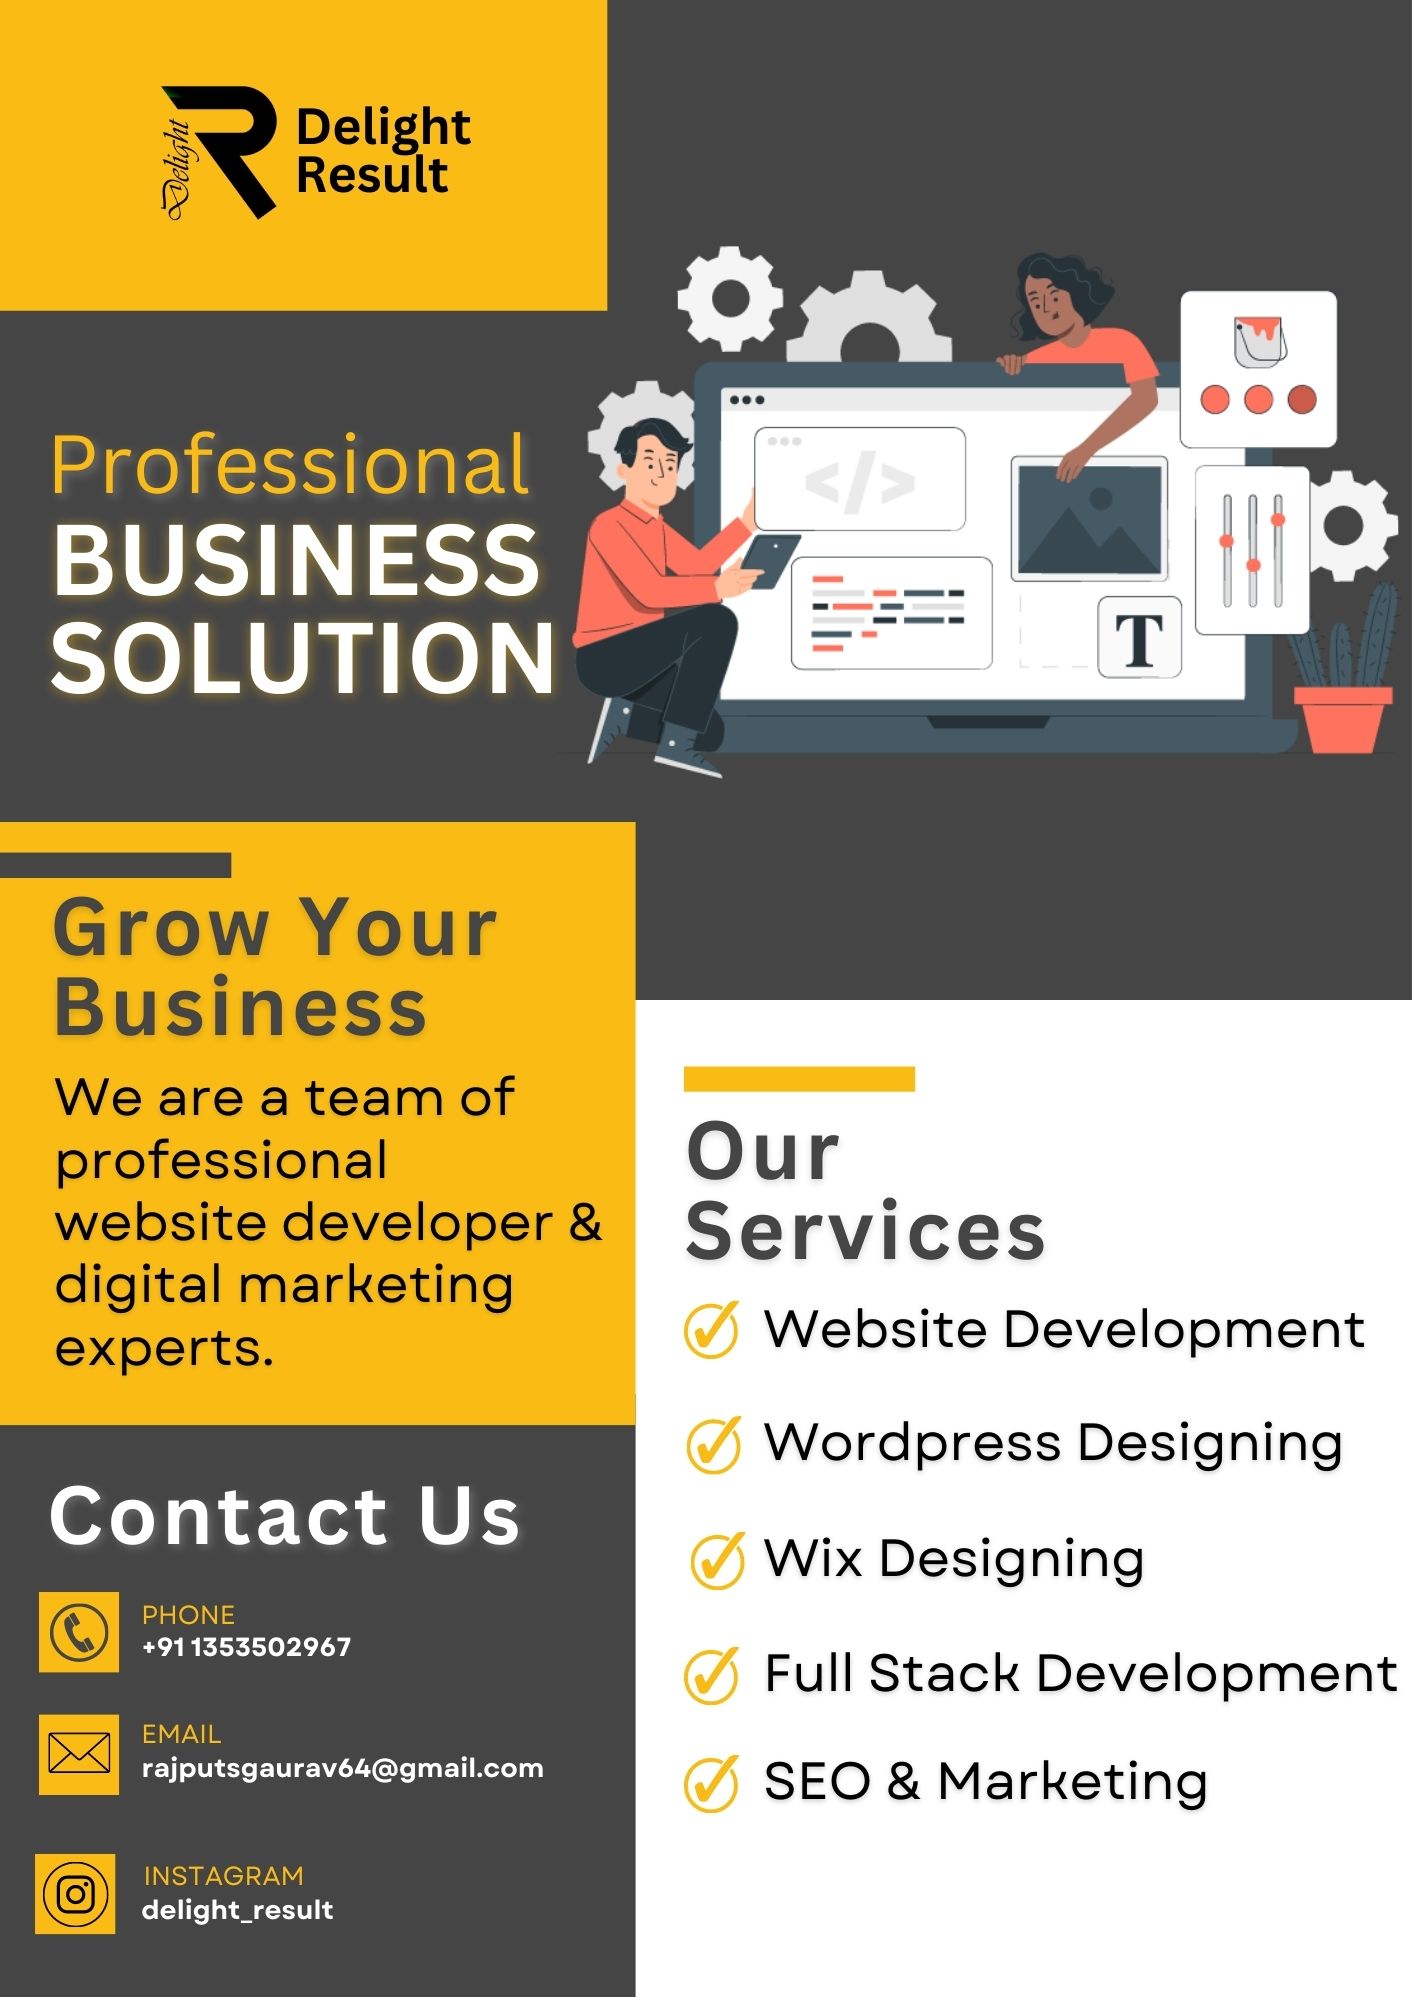 Delight
Delight
Result
Professional
BUSINESS
SOLUTION
</>
T
Grow Your
Business
We are a team of
professional
website developer &
digital marketing
experts.
Contact Us
PHONE
+91 1353502967
EMAIL
rajputsgaurav64@gmail.com
INSTAGRAM
delight_result
Our
Services
Website Development
Wordpress Designing
Wix Designing
Full Stack Development
SEO & Marketing